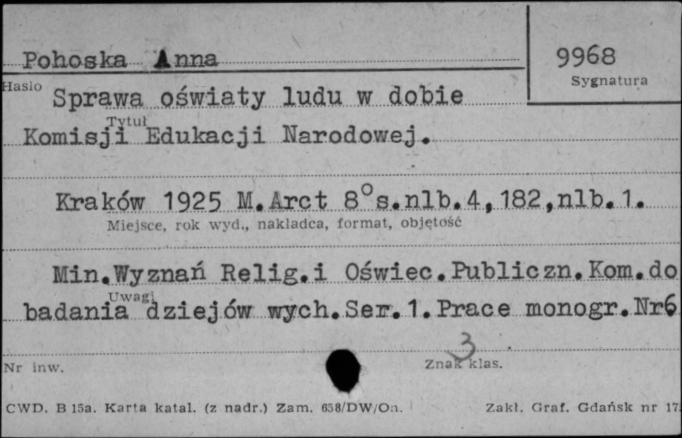 Pohoska Anna
9968
Hasło
Sygnatura
Sprawa oświaty ludu w dobie
Tytuł
Komisji Edukacji Narodowej.
Kraków 1925 M.Arct 8° s.nlb.4,182,nlb.1.
Miejsce, rok wyd., nakładca, format, objętość
Min.Wyznań Relig.i Oświec.Publiczn.Kom.do
Uwagi
badania dziejów wych.Ser.1.Prace monogr.Nr6
3
Nr inw.
Znak klas.
CWD. B 15a. Karta katal. (z nadr.) Zam. 658/DW/Oa.
Zakł. Graf. Gdańsk nr 17